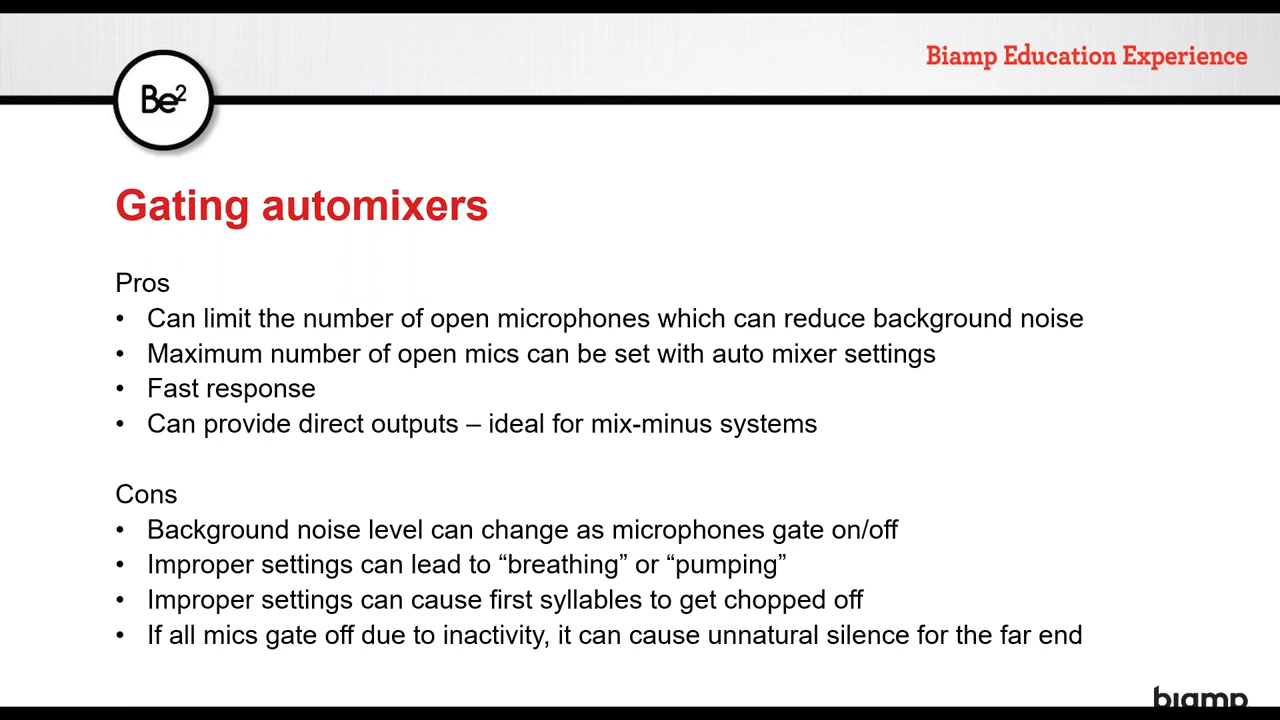 Biamp Education Experience
Be²
Gating automixers
Pros
• Can limit the number of open microphones which can reduce background noise
• Maximum number of open mics can be set with auto mixer settings
• Fast response
• Can provide direct outputs – ideal for mix-minus systems
Cons
• Background noise level can change as microphones gate on/off
• Improper settings can lead to “breathing” or “pumping”
• Improper settings can cause first syllables to get chopped off
• If all mics gate off due to inactivity, it can cause unnatural silence for the far end
biamp